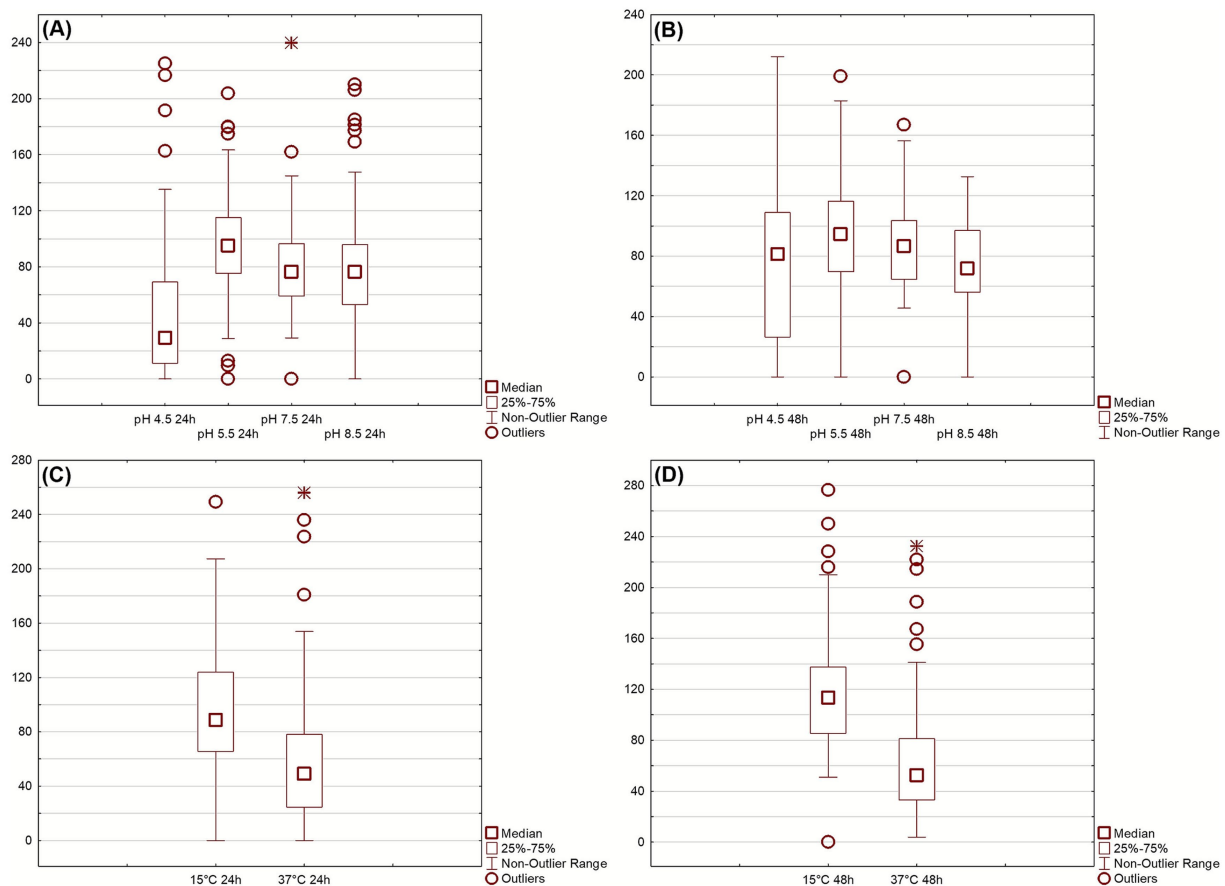 (A)
240
200
160
120
80
40
0
pH 4.5 24h
pH 7.5 24h
pH 5.5 24h
pH 8.5 24h
Median
25%-75%
Non-Outlier Range
Outliers
(B)
240
200
160
120
80
40
0
pH 4.5 48h
pH 7.5 48h
pH 5.5 48h
pH 8.5 48h
Median
25%-75%
Non-Outlier Range
(C)
280
240
200
160
120
80
40
0
15°C 24h
37°C 24h
Median
25%-75%
Non-Outlier Range
Outliers
(D)
280
240
200
160
120
80
40
0
15°C 48h
37°C 48h
Median
25%-75%
Non-Outlier Range
Outliers